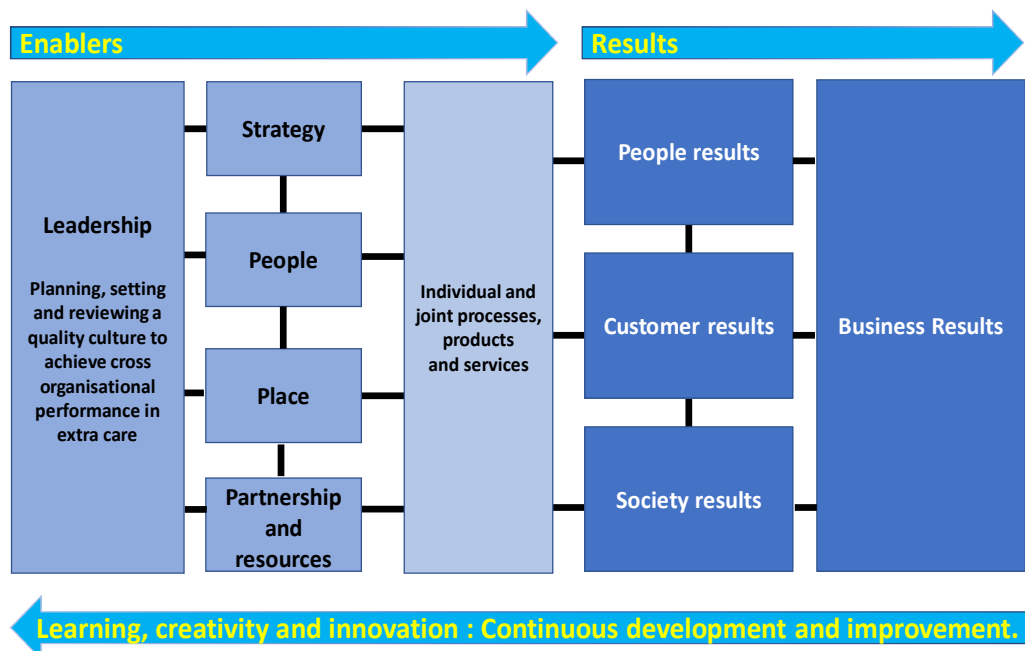 Enablers
Results
Leadership
Planning, setting
and reviewing a
quality culture to
achieve cross
organisational
performance in
extra care
Strategy
People
Place
Partnership
and
resources
Individual and
joint processes,
products
and services
People results
Customer results
Society results
Business Results
Learning, creativity and innovation : Continuous development and improvement.